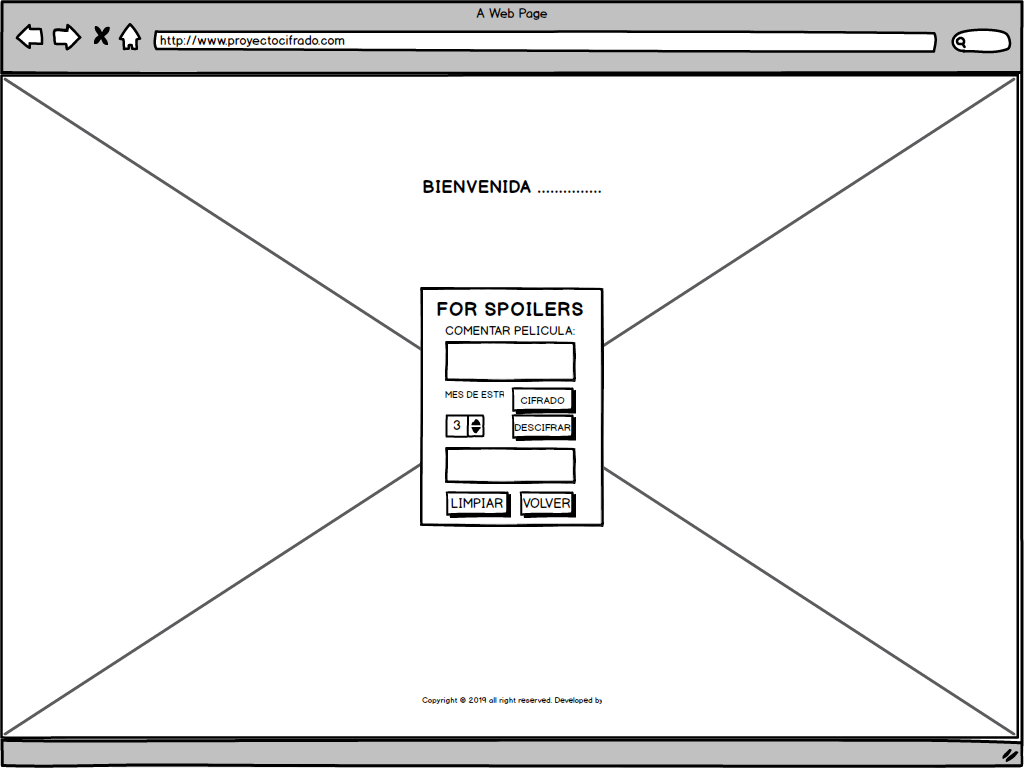 A Web Page
http://www.proyectocifrado.com
BIENVENIDA ...............
FOR SPOILERS
COMENTAR PELICULA:
MES DE ESTR
CIFRADO
3
DESCIFRAR
LIMPIAR
VOLVER
Copyright © 2019 all right reserved. Developed by